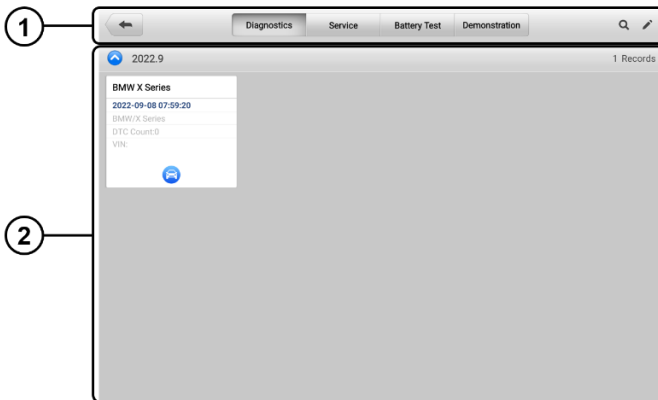 1
Diagnostics Service Battery Test Demonstration
2022.9 1 Records
BMW X Series
2022-09-08 07:59:20
BMW/X Series
DTC Count:0
VIN:
2